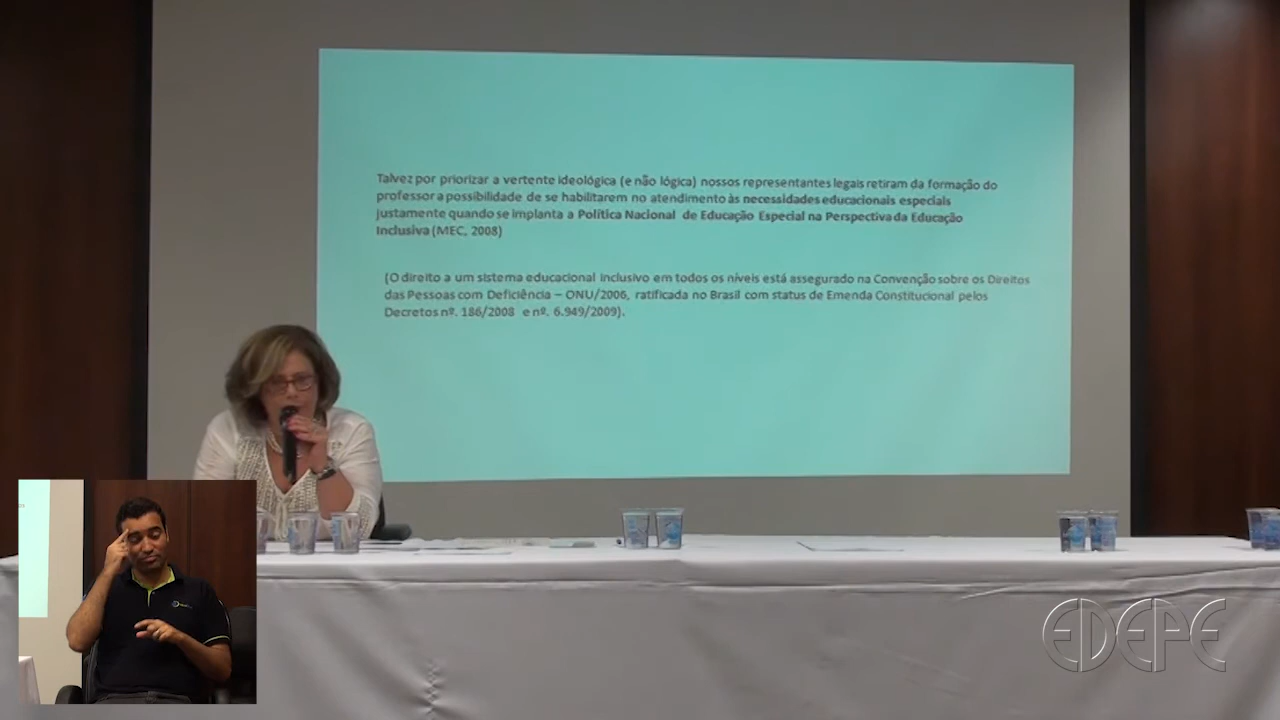 Talvez por priorizar a vertente ideológica (e não lógica) nossos representantes legais retiram da formação do
professor a possibilidade de se habilitarem no atendimento às necessidades educacionais especiais
justamente quando se implanta a Política Nacional de Educação Especial na Perspectiva da Educação
Inclusiva (MEC, 2008)
(O direito a um sistema educacional inclusivo em todos os níveis está assegurado na Convenção sobre os Direitos
das Pessoas com Deficiência – ONU/2006, ratificada no Brasil com status de Emenda Constitucional pelos
Decretos nº. 186/2008 e nº. 6.949/2009).
EDEPE